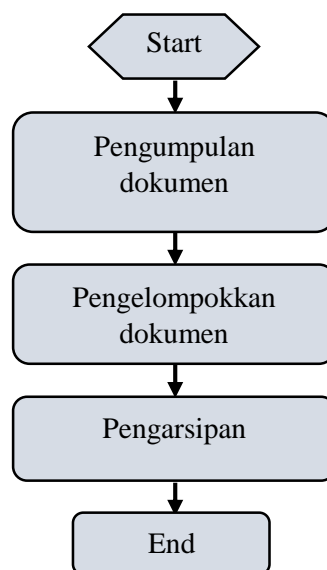 Start
Pengumpulan
dokumen
Pengelompokkan
dokumen
Pengarsipan
End